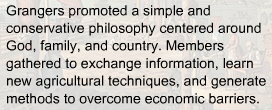 Grangers promoted a simple and
conservative philosophy centered around
God, family, and country. Members
gathered to exchange information, learn
new agricultural techniques, and generate
methods to overcome economic barriers.